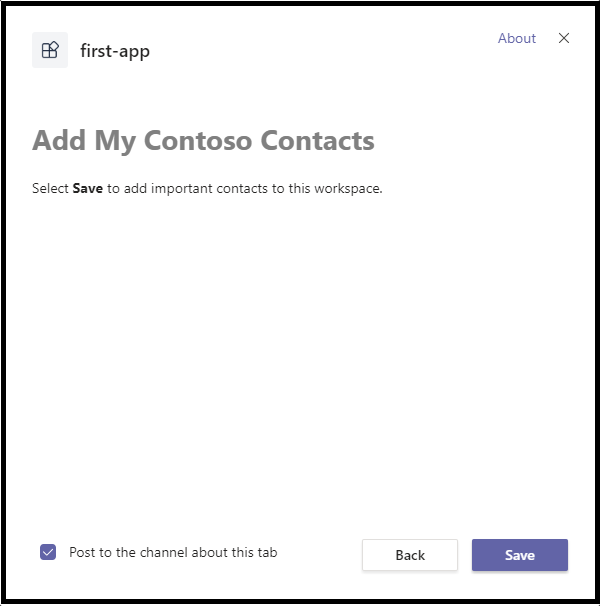 first-app
About
Add My Contoso Contacts
Select Save to add important contacts to this workspace.
Post to the channel about this tab
Back
Save